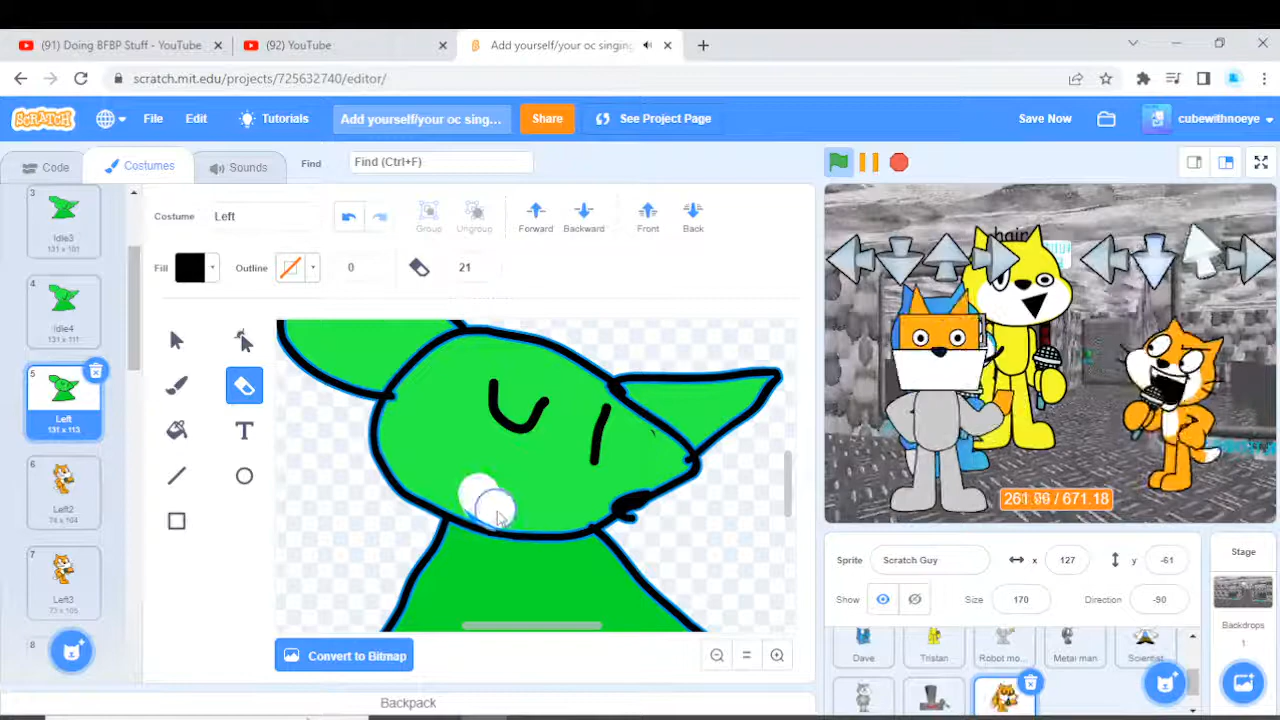 (91) Doing BFBP Stuff - YouTube
(92) YouTube
Add yourself/your oc singing
scratch.mit.edu/projects/725632740/editor/
SCRATCH
File
Edit
Tutorials
Add yourself/your oc sing...
Share
See Project Page
Save Now
cubewithnoeye
Code
Costumes
Sounds
Find
Find (Ctrl+F)
Costume
Left
Group
Ungroup
Forward
Backward
Front
Back
Fill
Outline
0
21
3
Idle3
131 x 101
4
Idle4
131 x 111
5
Left
131 x 113
6
Left2
74 x 104
7
Left3
73 x 105
8
T
Convert to Bitmap
Backpack
hair
261.99 / 671.18
Sprite
Scratch Guy
x
127
y
-61
Show
Size
170
Direction
-90
Stage
Backdrops
1
Dave
Tristan
Robot mo...
Metal man
Scientist